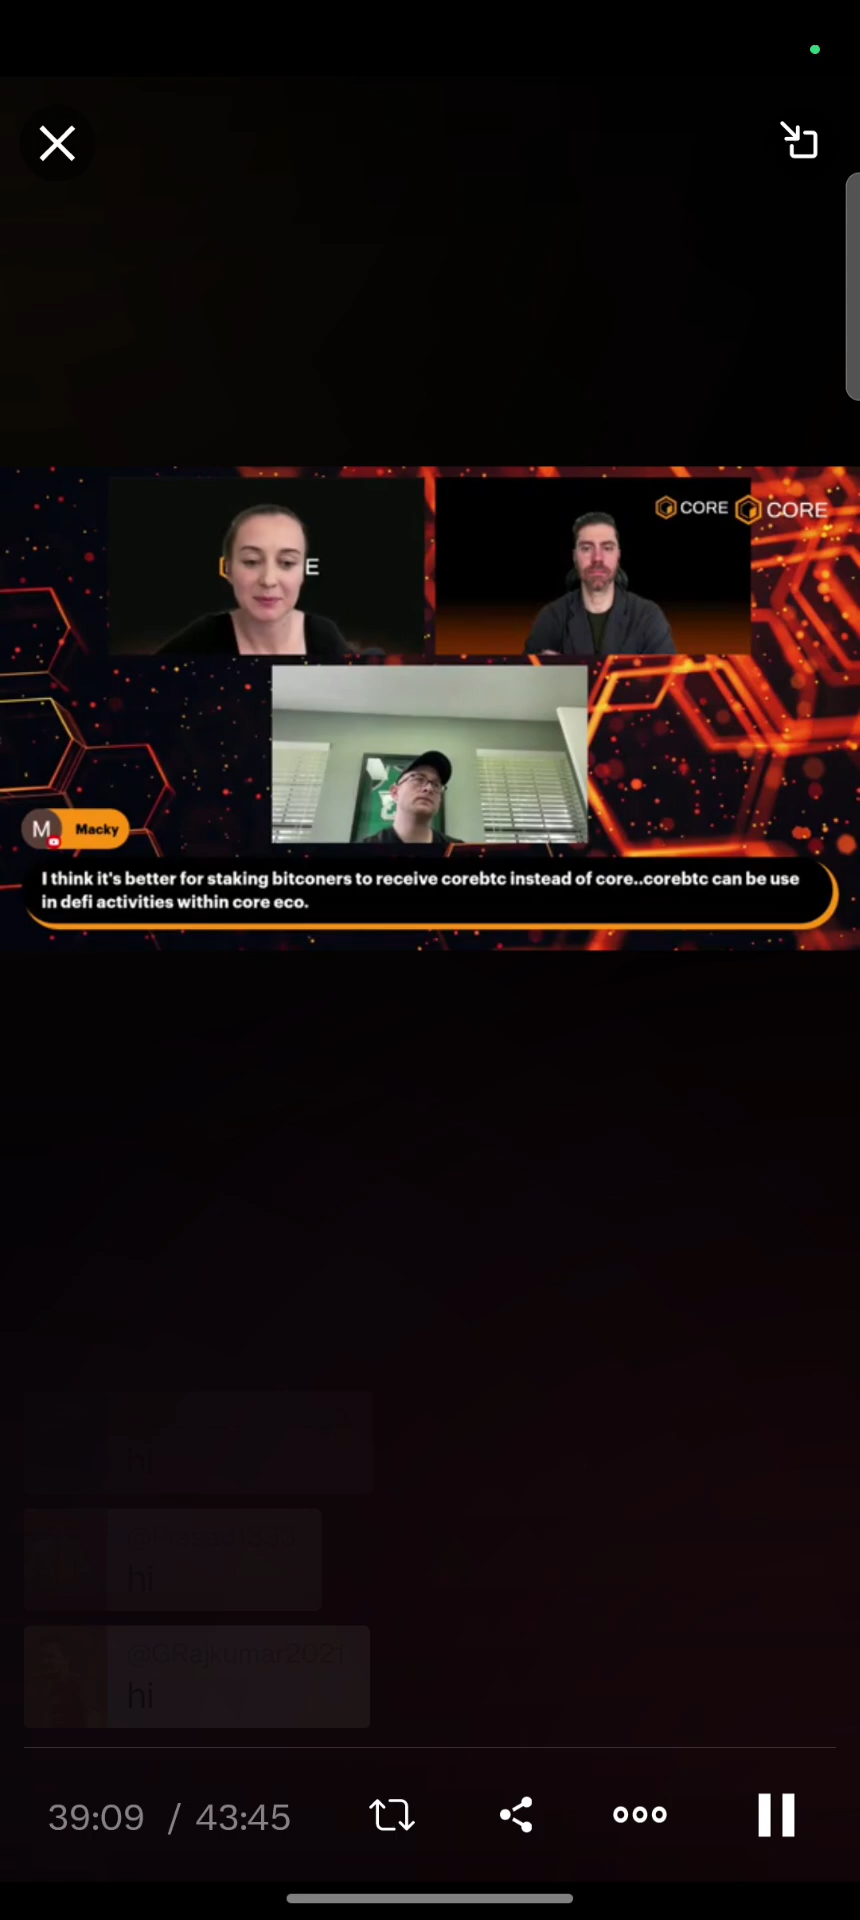 E
CORE
CORE
M
Macky
I think it's better for staking bitconers to receive corebtc instead of core..corebtc can be use
in defi activities within core eco.
hi
hi
@GRajkumar2021
hi
39:09 / 43:45